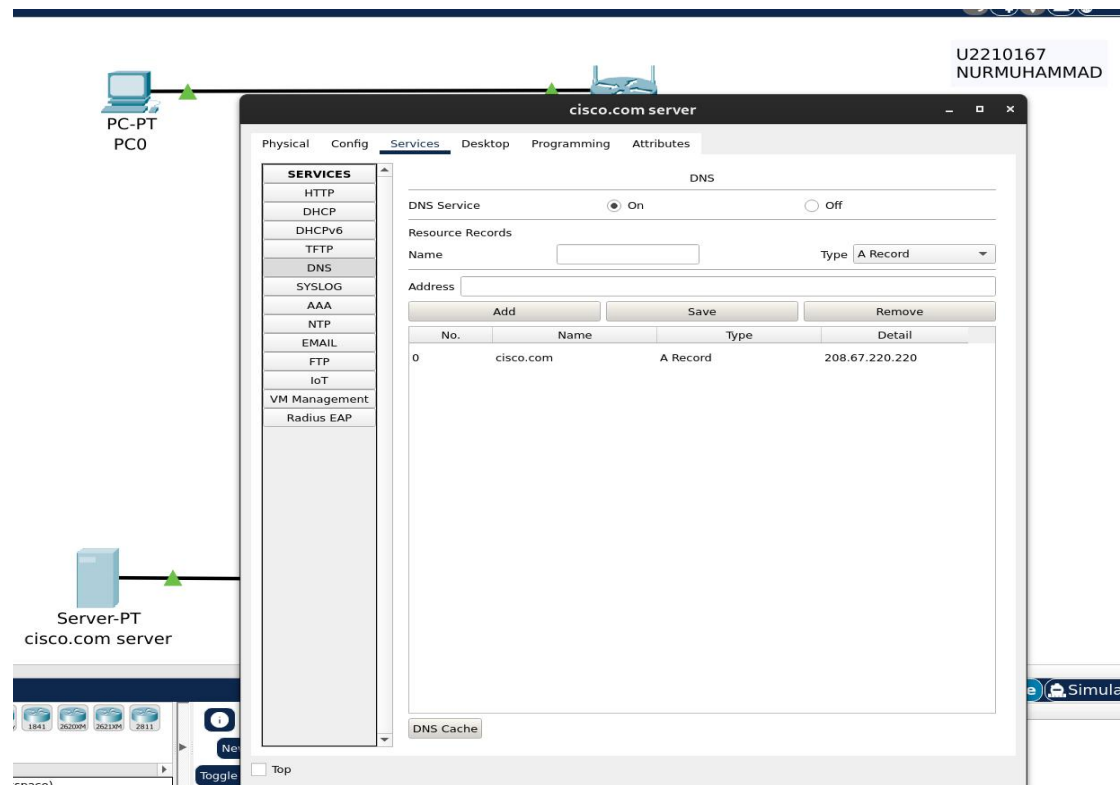 U2210167
NURMUHAMMAD
PC-PT
PC0
cisco.com server
Physical Config Services Desktop Programming Attributes
SERVICES
HTTP
DHCP
DHCPv6
TFTP
DNS
SYSLOG
AAA
NTP
EMAIL
FTP
IoT
VM Management
Radius EAP
DNS
DNS Service On Off
Resource Records
Name Type A Record
Address
Add Save Remove
No. Name Type Detail
0 cisco.com A Record 208.67.220.220
DNS Cache
Top
Server-PT
cisco.com server
Simula
1841 2620XM 2621XM 2811
Toggle